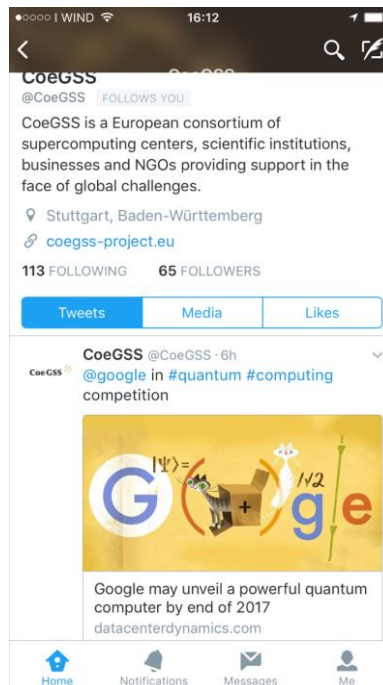 I WIND 16:12
CoeGSS
@CoeGSS FOLLOWS YOU
CoeGSS is a European consortium of
supercomputing centers, scientific institutions,
businesses and NGOs providing support in the
face of global challenges.
Stuttgart, Baden-Württemberg
coegss-project.eu
113 FOLLOWING 65 FOLLOWERS
Tweets Media Likes
CoeGSS @CoeGSS · 6h
CoeGSS
@google in #quantum #computing
competition
|Ψ⟩= /√2
G ( + ) g|e
Google may unveil a powerful quantum
computer by end of 2017
datacenterdynamics.com
Home Notifications Messages Me